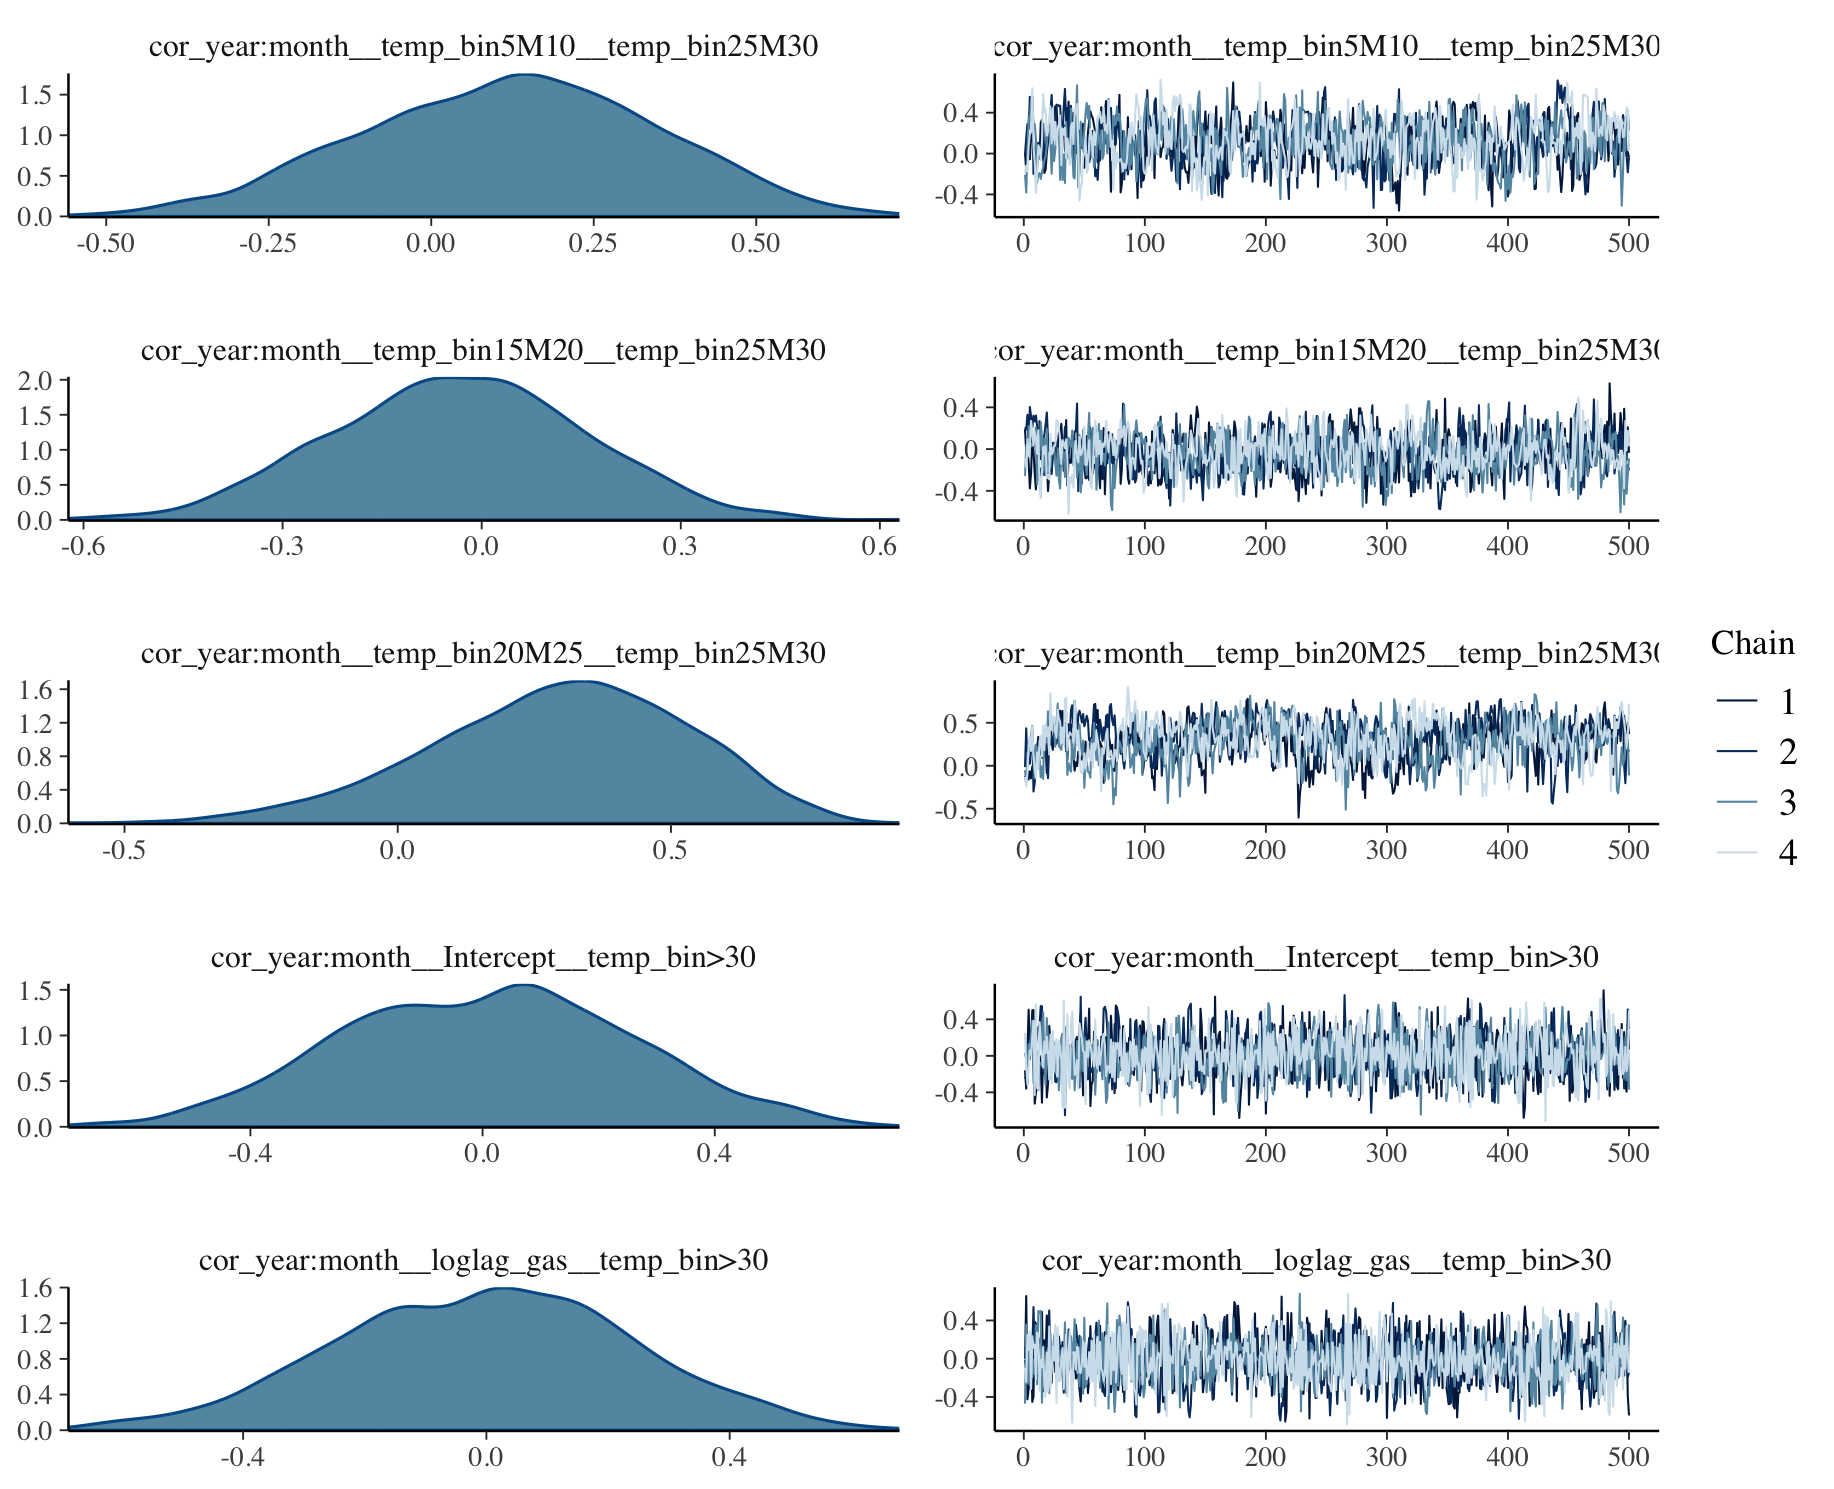 cor_year:month__temp_bin5M10__temp_bin25M30
1.5
1.0
0.5
0.0
-0.50 -0.25 0.00 0.25 0.50
cor_year:month__temp_bin5M10__temp_bin25M30
0.4
0.0
-0.4
0 100 200 300 400 500
cor_year:month__temp_bin15M20__temp_bin25M30
2.0
1.5
1.0
0.5
0.0
-0.6 -0.3 0.0 0.3 0.6
or_year:month__temp_bin15M20__temp_bin25M30
0.4
0.0
-0.4
0 100 200 300 400 500
cor_year:month__temp_bin20M25__temp_bin25M30
1.6
1.2
0.8
0.4
0.0
-0.5 0.0 0.5
or_year:month__temp_bin20M25__temp_bin25M30
0.5
0.0
-0.5
0 100 200 300 400 500
Chain
1
2
3
4
cor_year:month__Intercept__temp_bin>30
1.5
1.0
0.5
0.0
-0.4 0.0 0.4
cor_year:month__Intercept__temp_bin>30
0.4
0.0
-0.4
0 100 200 300 400 500
cor_year:month__loglag_gas__temp_bin>30
1.6
1.2
0.8
0.4
0.0
-0.4 0.0 0.4
cor_year:month__loglag_gas__temp_bin>30
0.4
0.0
-0.4
0 100 200 300 400 500